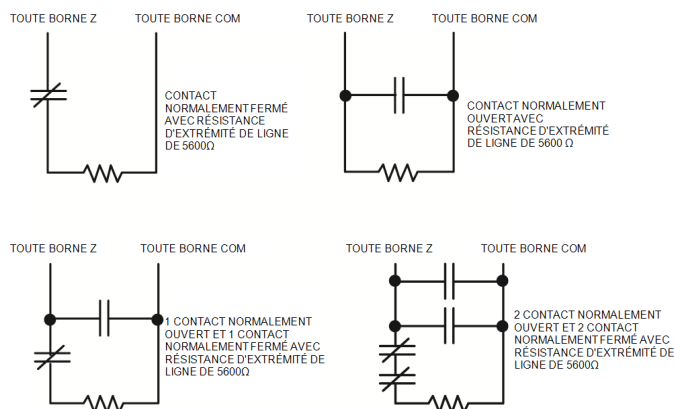 TOUTE BORNE Z
TOUTE BORNE COM
CONTACT
NORMALEMENT FERMÉ
AVEC RÉSISTANCE
D'EXTRÉMITÉ DE LIGNE
DE 5600Ω
TOUTE BORNE Z
TOUTE BORNE COM
CONTACT NORMALEMENT
OUVERT AVEC
RÉSISTANCE D'EXTRÉMITÉ
DE LIGNE DE 5600 Ω
TOUTE BORNE Z
TOUTE BORNE COM
1 CONTACT NORMALEMENT
OUVERT ET 1 CONTACT
NORMALEMENT FERMÉ AVEC
RÉSISTANCE D'EXTRÉMITÉ DE
LIGNE DE 5600Ω
TOUTE BORNE Z
TOUTE BORNE COM
2 CONTACT NORMALEMENT
OUVERT ET 2 CONTACT
NORMALEMENT FERMÉ AVEC
RÉSISTANCE D'EXTRÉMITÉ DE
LIGNE DE 5600Ω